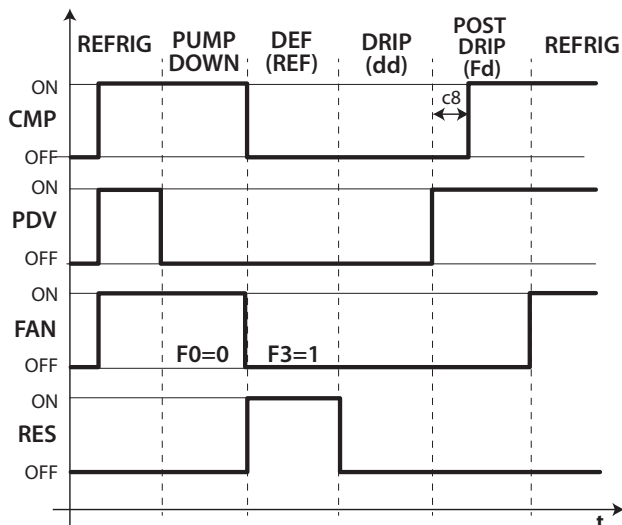 REFRIG
PUMP
DOWN
DEF
(REF)
DRIP
(dd)
POST
DRIP
(Fd)
REFRIG
ON
CMP
OFF
c8
ON
PDV
OFF
ON
FAN
OFF
F0=0
F3=1
ON
RES
OFF
t